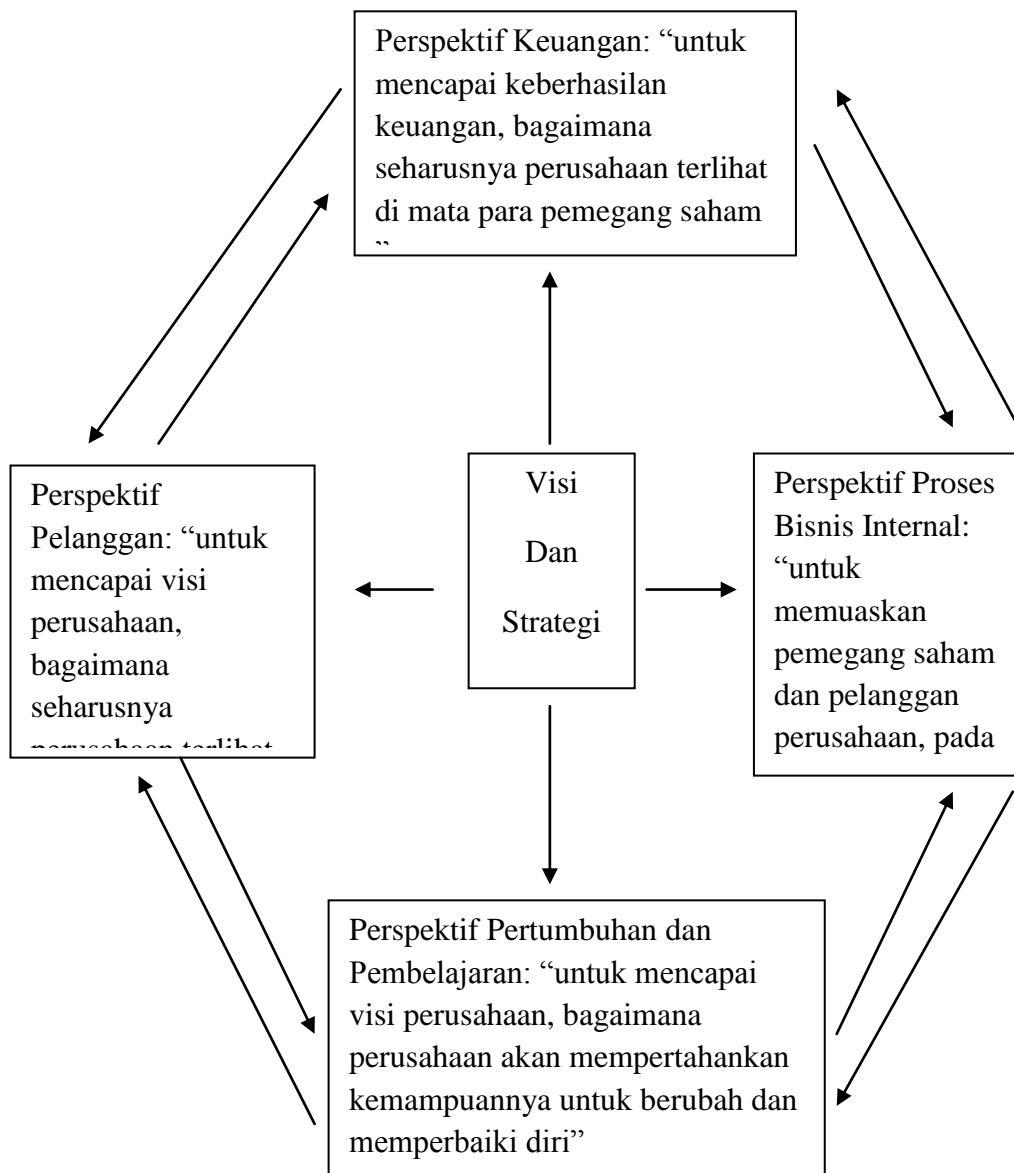 Perspektif Keuangan: “untuk
mencapai keberhasilan
keuangan, bagaimana
seharusnya perusahaan terlihat
di mata para pemegang saham
”
Perspektif
Pelanggan: “untuk
mencapai visi
perusahaan,
bagaimana
seharusnya
perusahaan terlihat
Visi
Dan
Strategi
Perspektif Proses
Bisnis Internal:
“untuk
memuaskan
pemegang saham
dan pelanggan
perusahaan, pada
Perspektif Pertumbuhan dan
Pembelajaran: “untuk mencapai
visi perusahaan, bagaimana
perusahaan akan mempertahankan
kemampuannya untuk berubah dan
memperbaiki diri”